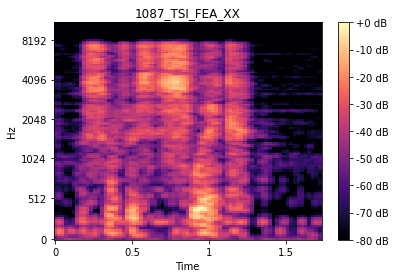 1087_TSI_FEA_XX
+0 dB
8192
-10 dB
4096
-20 dB
-30 dB
Hz
2048
-40 dB
1024
-50 dB
512
-60 dB
-70 dB
0
-80 dB
0
0.5
1
1.5
Time